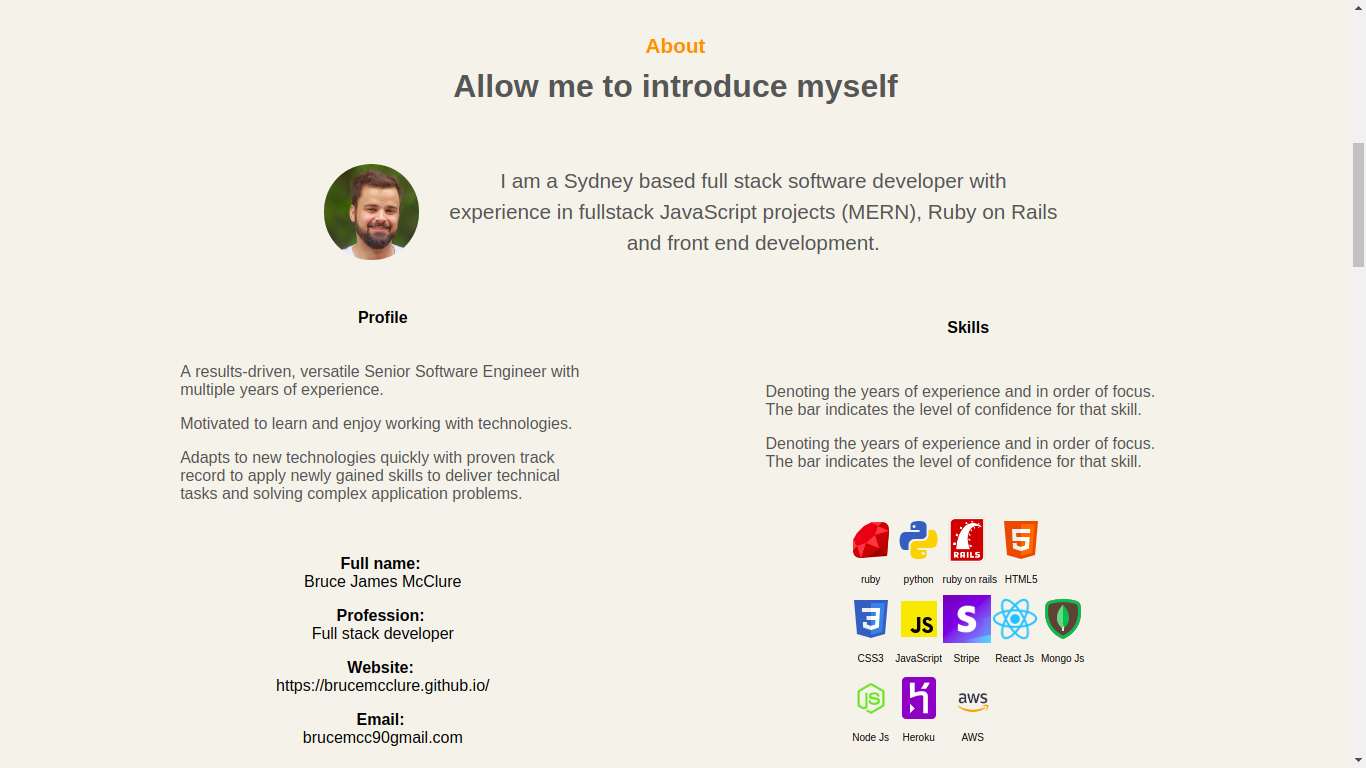 About
Allow me to introduce myself
I am a Sydney based full stack software developer with
experience in fullstack JavaScript projects (MERN), Ruby on Rails
and front end development.
Profile
A results-driven, versatile Senior Software Engineer with
multiple years of experience.
Motivated to learn and enjoy working with technologies.
Adapts to new technologies quickly with proven track
record to apply newly gained skills to deliver technical
tasks and solving complex application problems.
Full name:
Bruce James McClure
Profession:
Full stack developer
Website:
https://brucemcclure.github.io/
Email:
brucemcc90gmail.com
Skills
Denoting the years of experience and in order of focus.
The bar indicates the level of confidence for that skill.
Denoting the years of experience and in order of focus.
The bar indicates the level of confidence for that skill.
RAILS 5
ruby python ruby on rails HTML5
3 JS S
CSS3 JavaScript Stripe React Js Mongo Js
JS aws
Node Js Heroku AWS